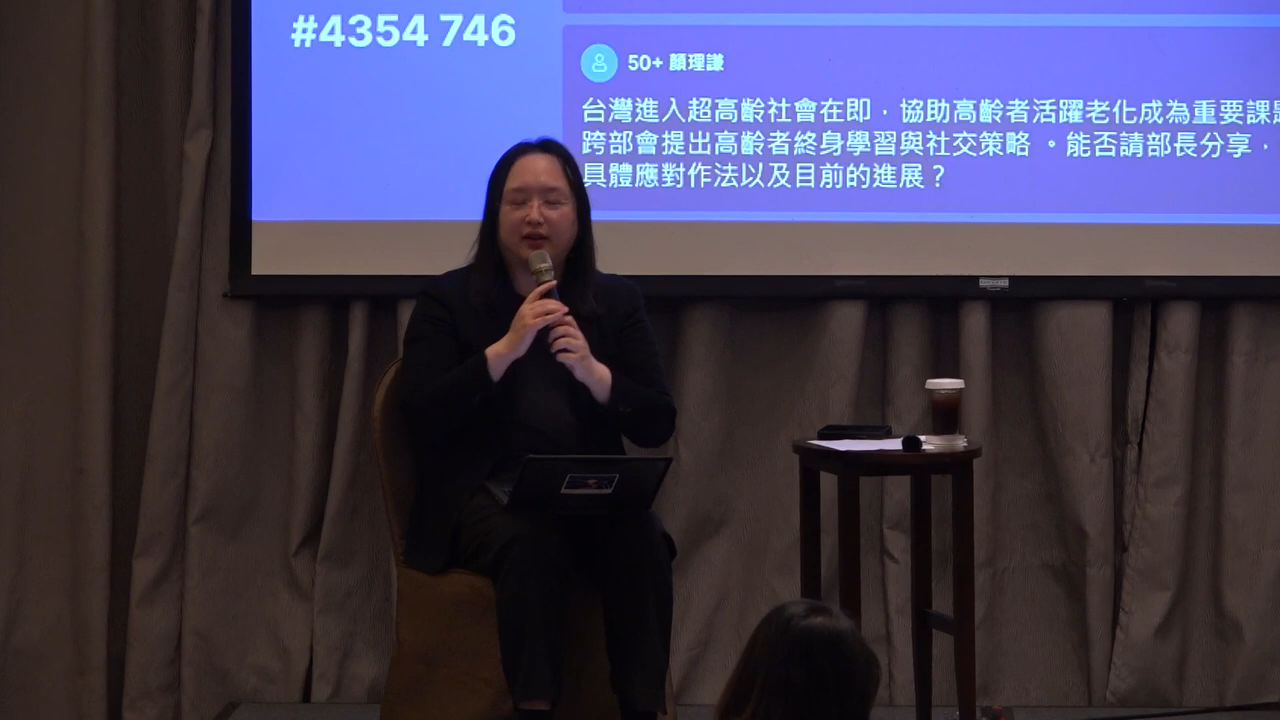 #4354 746
50+ 顏理謙
台灣進入超高齡社會在即，協助高齡者活躍老化成為重要課題
跨部會提出高齡者終身學習與社交策略 。能否請部長分享，
具體應對作法以及目前的進展？